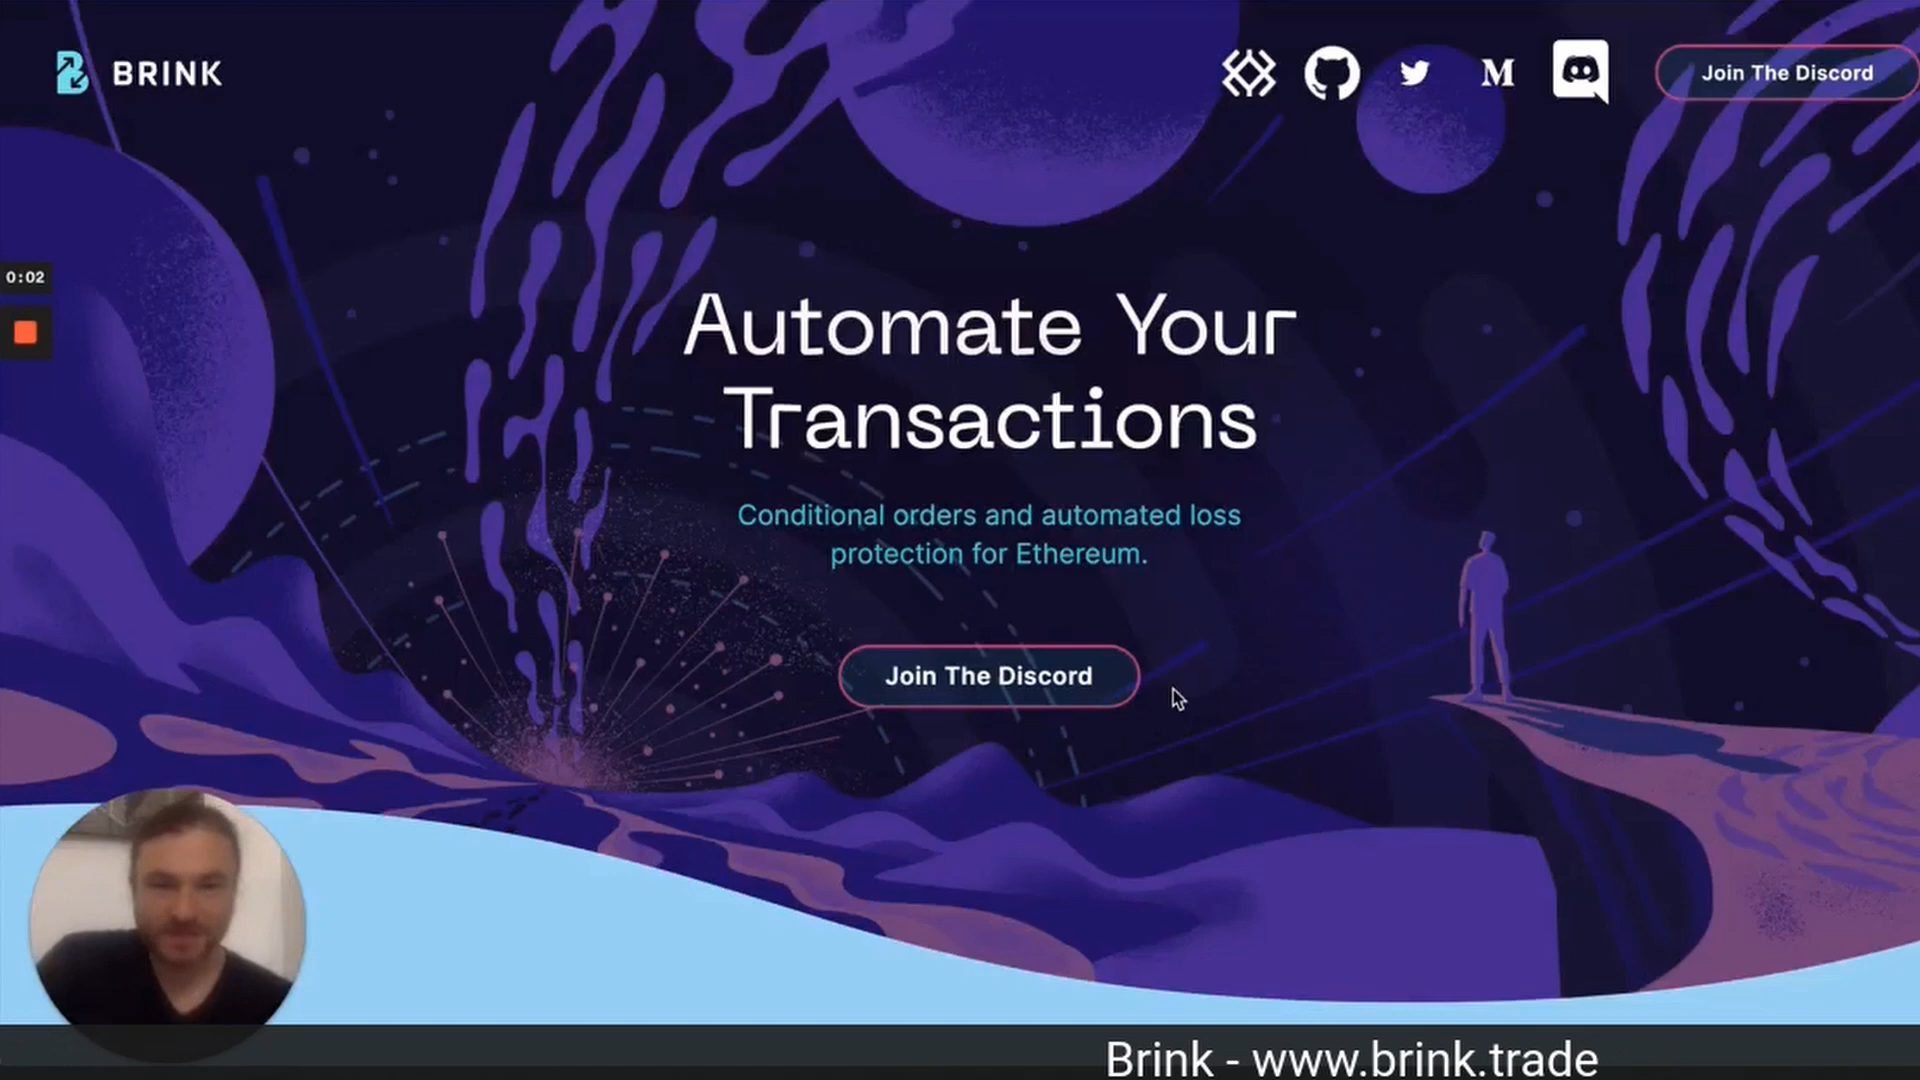 BRINK
M
Join The Discord
0:02
Automate Your
Transactions
Conditional orders and automated loss
protection for Ethereum.
Join The Discord
Brink - www.brink.trade